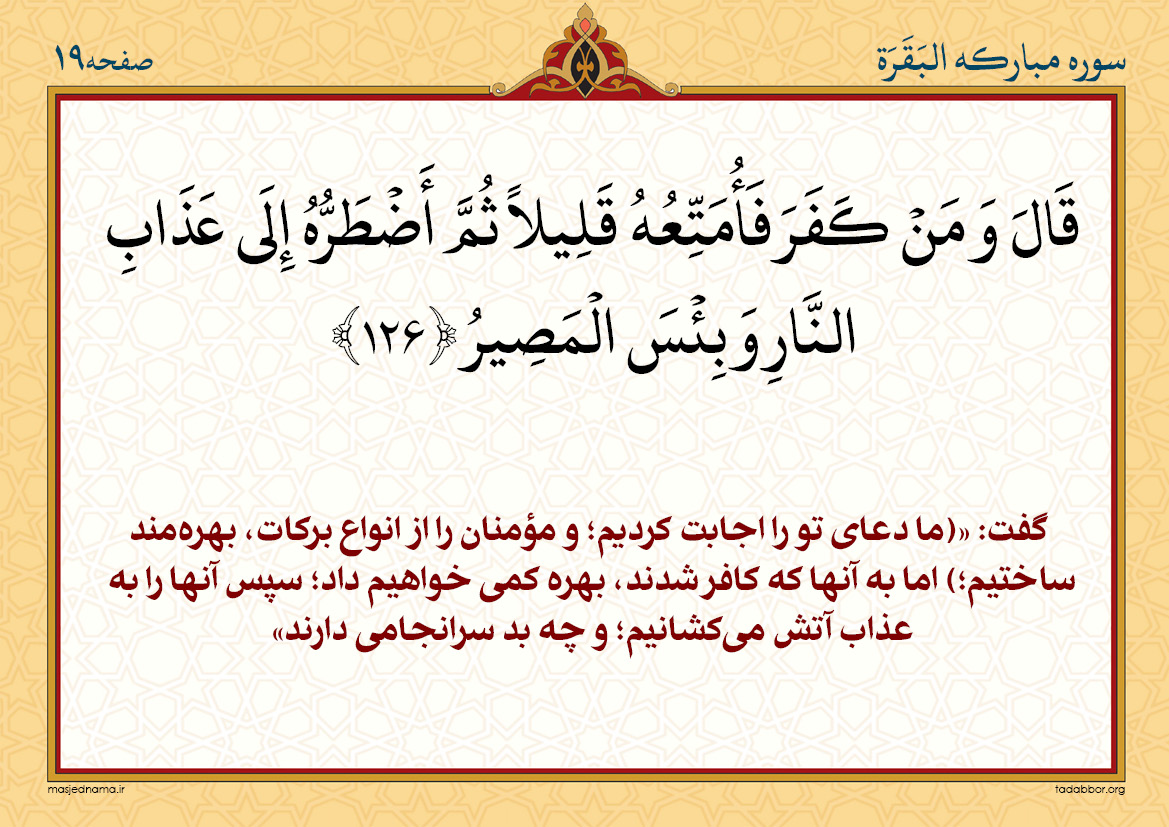 سوره مبارکه البَقَرَة
صفحه۱۹
قَالَ وَ مَنْ كَفَرَ فَأُمَتِّعُهُ قَلِيلاً ثُمَّ أَضْطَرُّهُ إِلَى عَذَابِ
النَّارِ وَ بِئْسَ الْمَصِيرُ ﴿۱۲۶﴾
گفت: «(ما دعای تو را اجابت کردیم؛ و مؤمنان را از انواع برکات، بهره‌مند
ساختیم؛) اما به آنها که کافر شدند، بهره کمی خواهیم داد؛ سپس آنها را به
عذاب آتش می‌کشانیم؛ و چه بد سرانجامی دارند»
masjednama.ir
tadabbor.org